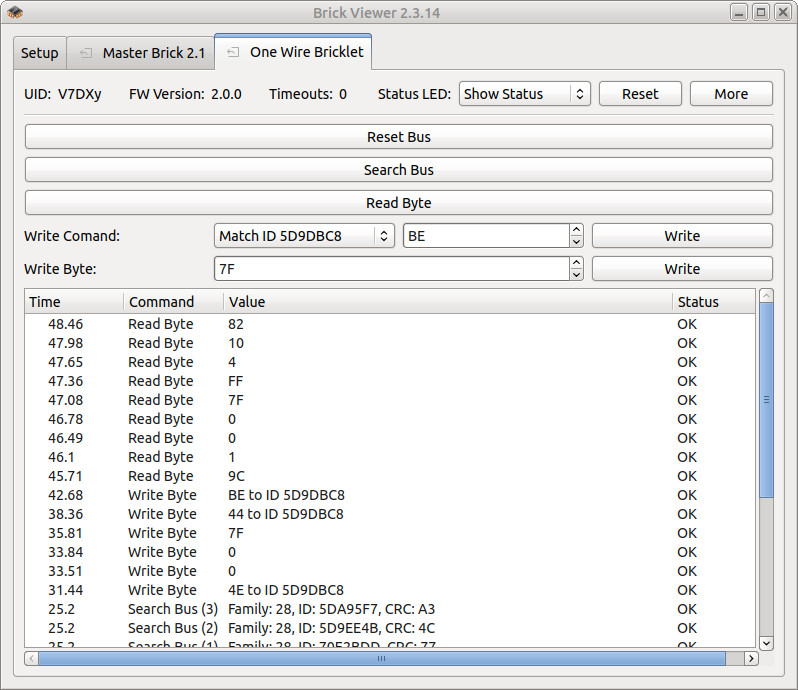 Brick Viewer 2.3.14
Setup Master Brick 2.1 One Wire Bricklet
UID: V7DXy FW Version: 2.0.0 Timeouts: 0 Status LED: Show Status Reset More
Reset Bus
Search Bus
Read Byte
Write Comand: Match ID 5D9DBC8 BE Write
Write Byte: 7F Write
Time Command Value Status
48.46 Read Byte 82 OK
47.98 Read Byte 10 OK
47.65 Read Byte 4 OK
47.36 Read Byte FF OK
47.08 Read Byte 7F OK
46.78 Read Byte 0 OK
46.49 Read Byte 0 OK
46.1 Read Byte 1 OK
45.71 Read Byte 9C OK
42.68 Write Byte BE to ID 5D9DBC8 OK
38.36 Write Byte 44 to ID 5D9DBC8 OK
35.81 Write Byte 7F OK
33.84 Write Byte 0 OK
33.51 Write Byte 0 OK
31.44 Write Byte 4E to ID 5D9DBC8 OK
25.2 Search Bus (3) Family: 28, ID: 5DA95F7, CRC: A3 OK
25.2 Search Bus (2) Family: 28, ID: 5D9EE4B, CRC: 4C OK
25.2 Search Bus (1) Family: 28, ID: CRC: 77 OK